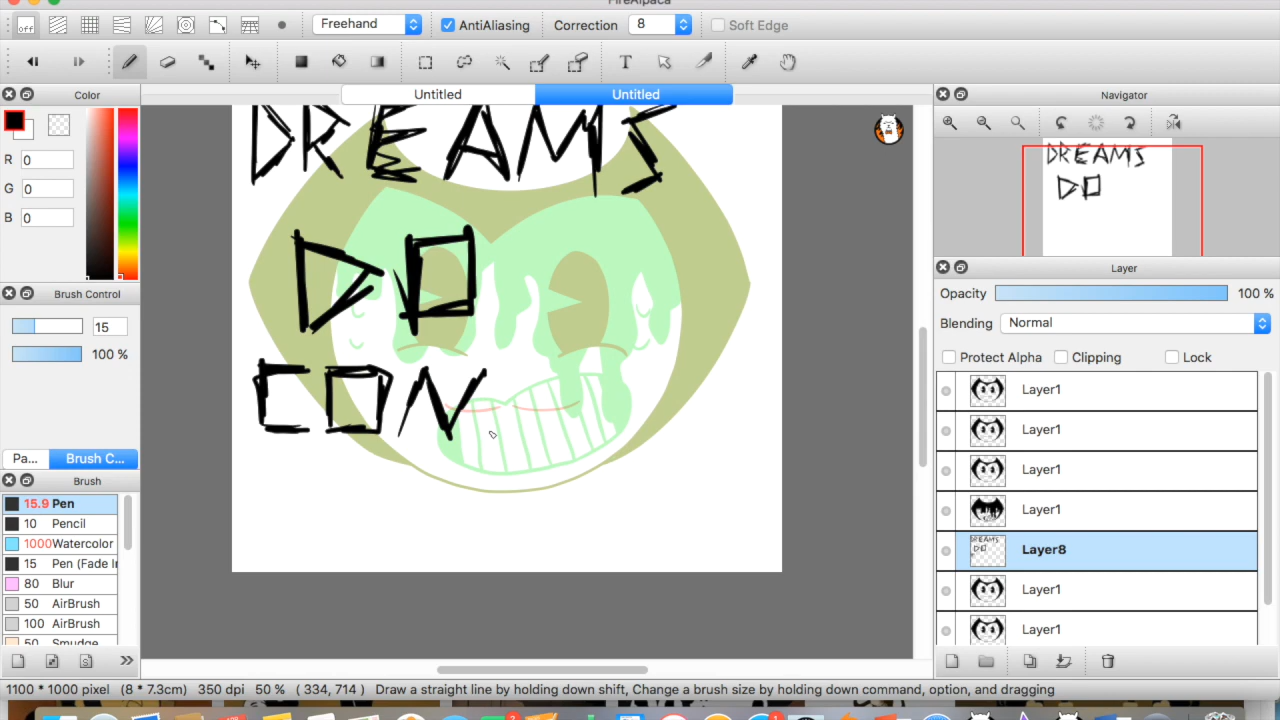 FireAlpaca
off Freehand AntiAliasing Correction 8 Soft Edge
T
Untitled Untitled
Color
R 0
G 0
B 0
Brush Control
15
100 %
Pa... Brush C...
Brush
15.9 Pen
10 Pencil
1000 Watercolor
15 Pen (Fade In
80 Blur
50 AirBrush
100 AirBrush
50 Smudge
DREAMS
DO
CON
Navigator
DREAMS
DO
Layer
Opacity 100 %
Blending Normal
Protect Alpha Clipping Lock
Layer1
Layer1
Layer1
Layer1
DREAMS
DO
Layer8
Layer1
Layer1
1100 * 1000 pixel (8 * 7.3cm) 350 dpi 50 % ( 334, 714 ) Draw a straight line by holding down shift, Change a brush size by holding down command, option, and dragging